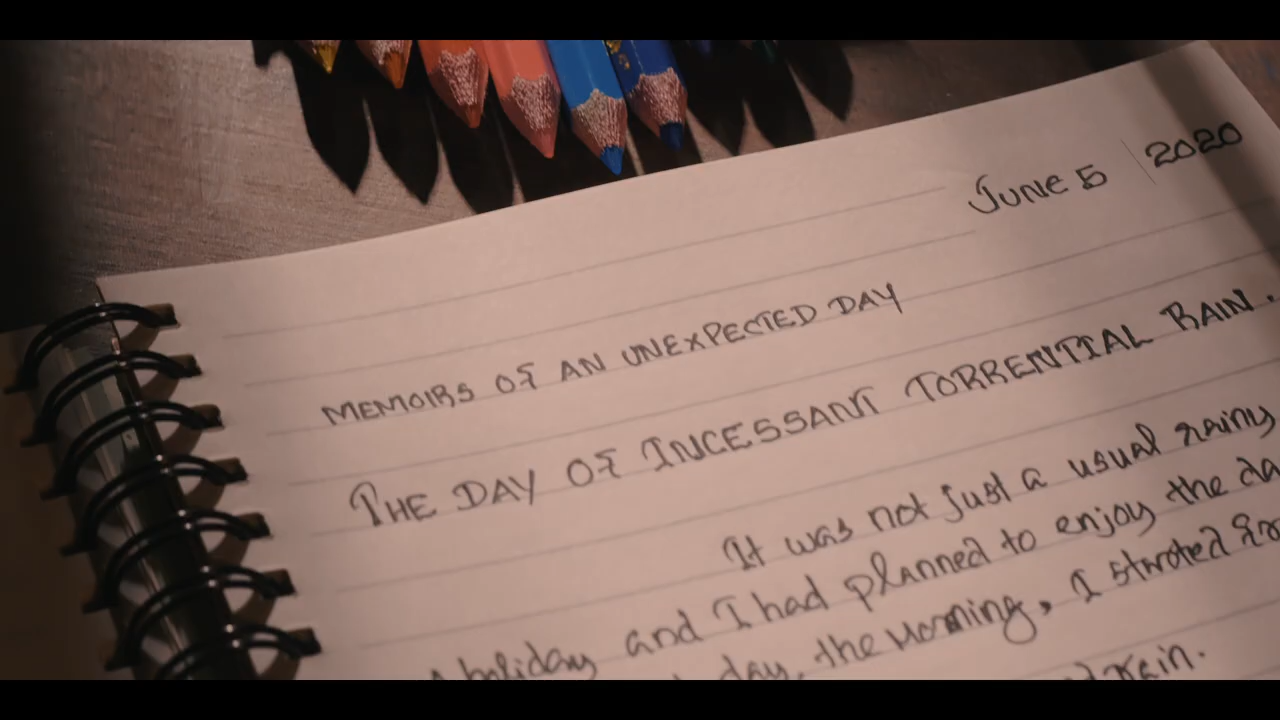 June 5 2020
MEMOIRS OF AN UNEXPECTED DAY
THE DAY OF INCESSANT TORRENTIAL RAIN.
It was not just a usual rainy
holiday and I had planned to enjoy the
day, the morning, I started
rain.